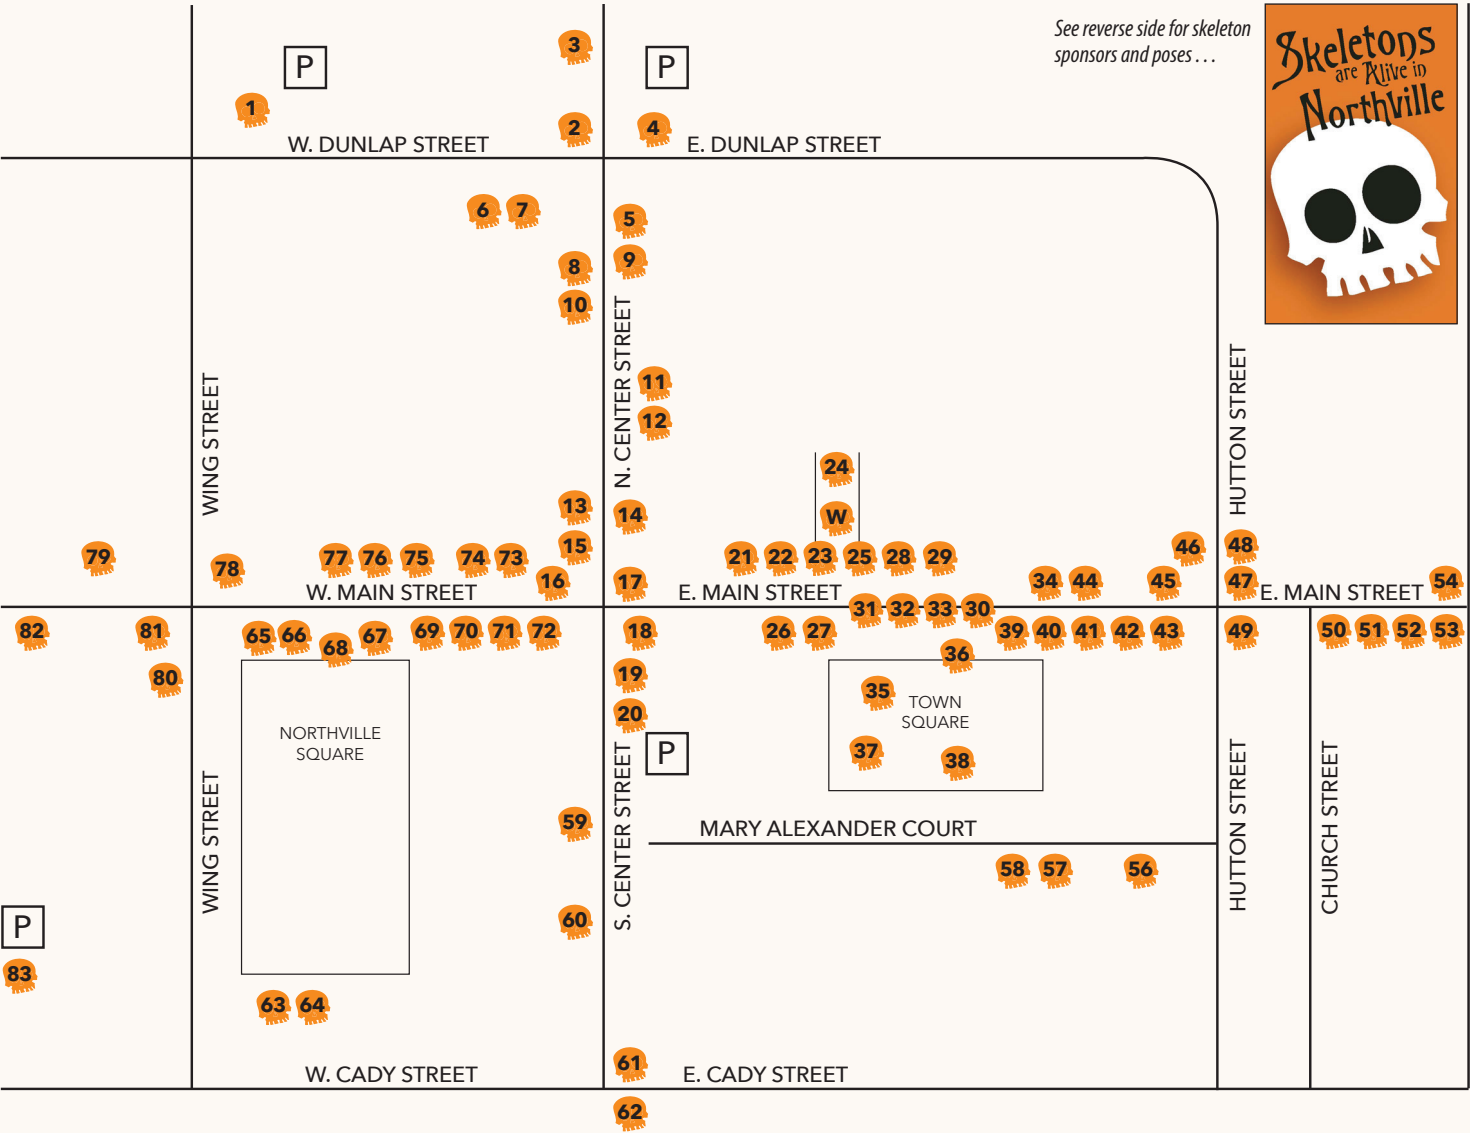 See reverse side for skeleton
sponsors and poses . . .
Skeletons
are Alive in
Northville
P
P
3
1
2
4
W. DUNLAP STREET
E. DUNLAP STREET
6
7
5
8
9
10
N. CENTER STREET
11
12
WING STREET
HUTTON STREET
24
W
13
14
15
79
78
77
76
75
74
73
16
17
21
22
23
25
28
29
34
44
45
46
48
47
54
W. MAIN STREET
E. MAIN STREET
E. MAIN STREET
31
32
33
30
82
81
80
65
66
68
67
69
70
71
72
18
26
27
39
40
41
42
43
49
50
51
52
53
36
19
20
35
TOWN
SQUARE
37
38
NORTHVILLE
SQUARE
P
S. CENTER STREET
WING STREET
HUTTON STREET
CHURCH STREET
59
MARY ALEXANDER COURT
58
57
56
60
P
83
63
64
61
W. CADY STREET
E. CADY STREET
62